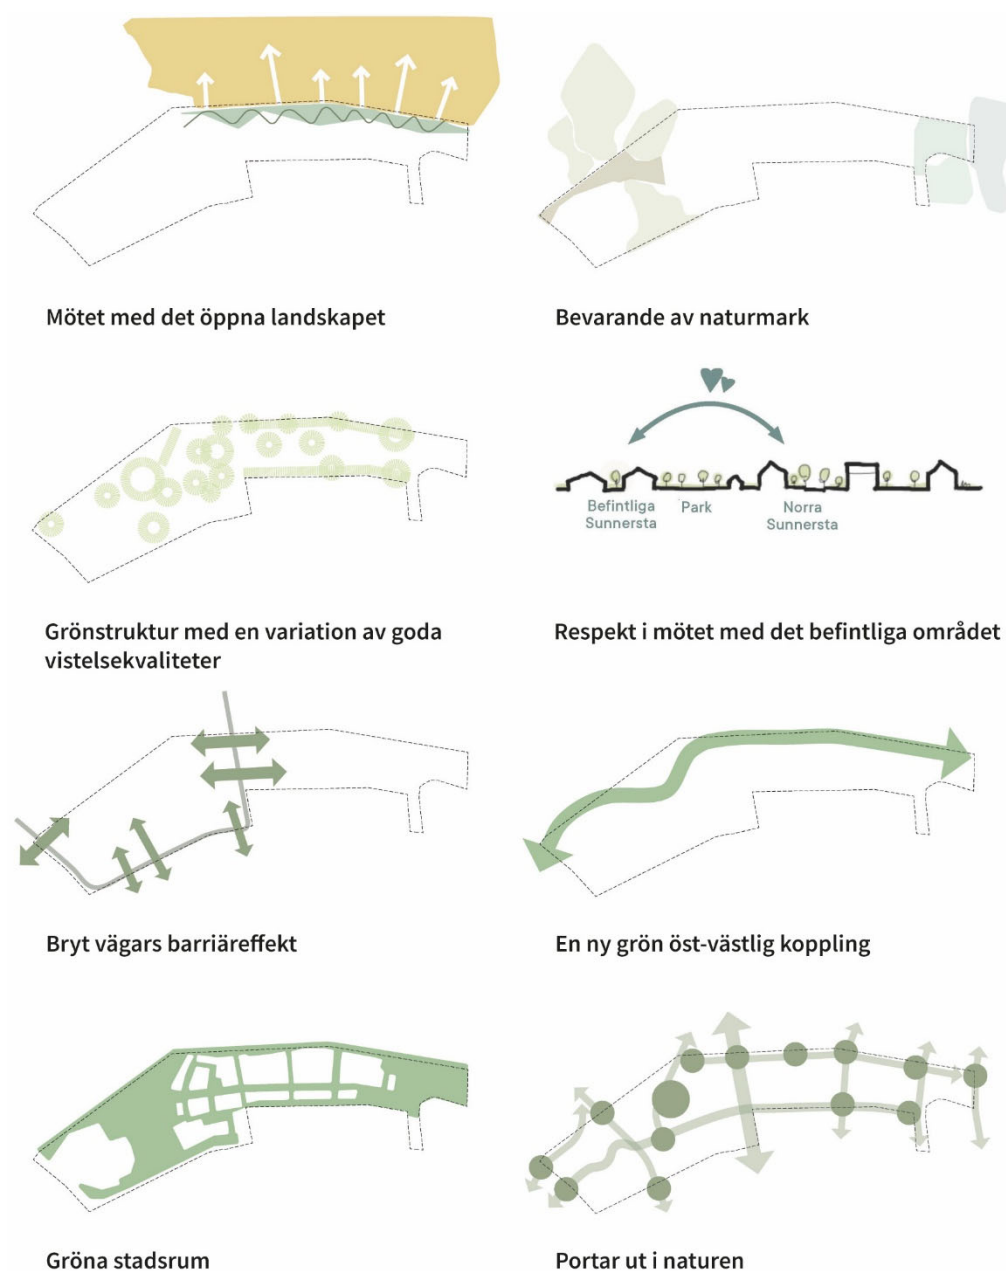 Mötet med det öppna landskapet
Bevarande av naturmark
Befintliga
Sunnersta
Park
Norra
Sunnersta
Grönstruktur med en variation av goda
vistelsekvaliteter
Respekt i mötet med det befintliga området
Bryt vägars barriäreffekt
En ny grön öst-västlig koppling
Gröna stadsrum
Portar ut i naturen